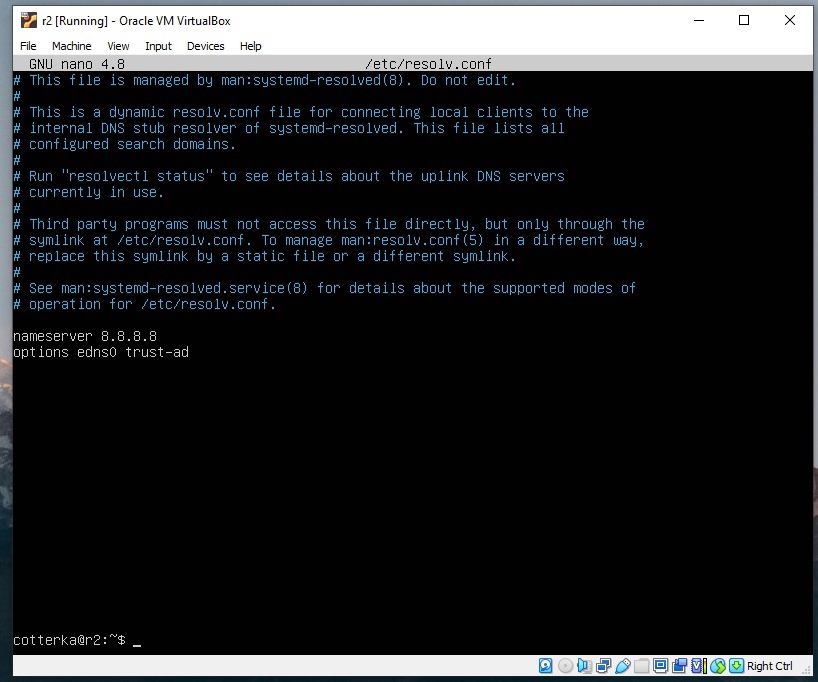 r2 [Running] - Oracle VM VirtualBox
File Machine View Input Devices Help
GNU nano 4.8 /etc/resolv.conf
# This file is managed by man:systemd-resolved(8). Do not edit.
#
# This is a dynamic resolv.conf file for connecting local clients to the
# internal DNS stub resolver of systemd-resolved. This file lists all
# configured search domains.
#
# Run "resolvectl status" to see details about the uplink DNS servers
# currently in use.
#
# Third party programs must not access this file directly, but only through the
# symlink at /etc/resolv.conf. To manage man:resolv.conf(5) in a different way,
# replace this symlink by a static file or a different symlink.
#
# See man:systemd-resolved.service(8) for details about the supported modes of
# operation for /etc/resolv.conf.
nameserver 8.8.8.8
options edns0 trust-ad
cotterka@r2:~$ _
Right Ctrl